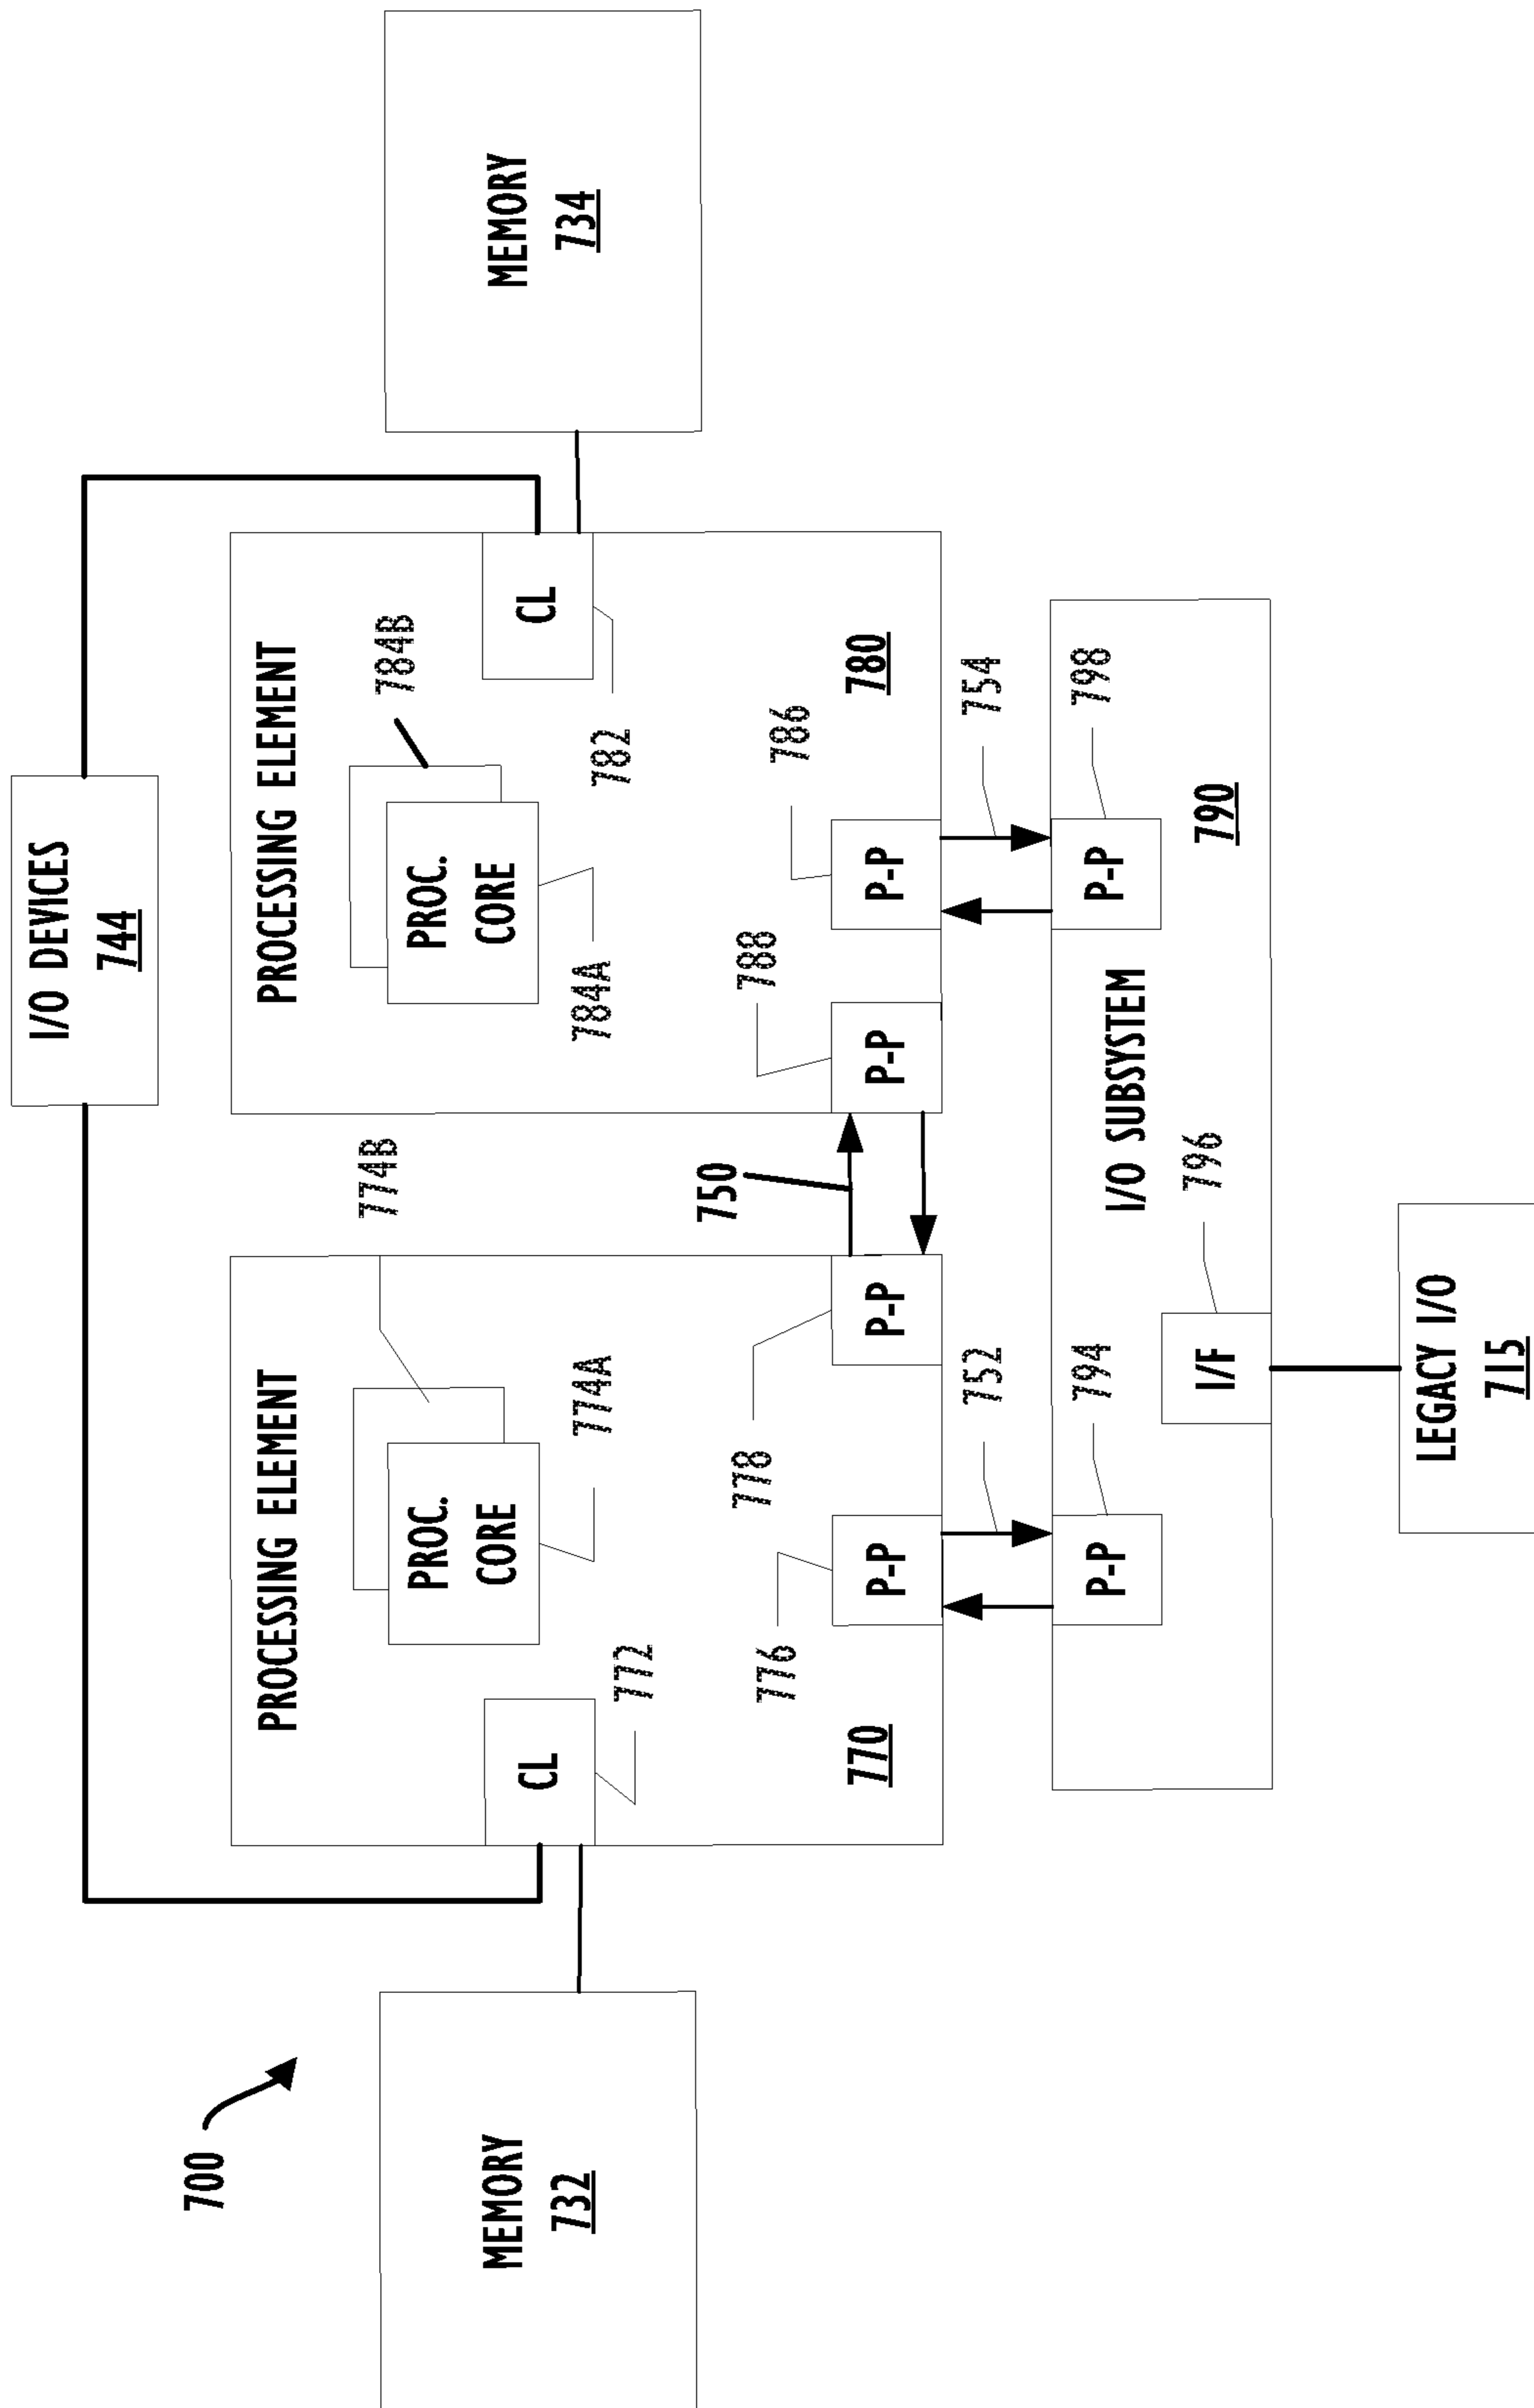 I/O DEVICES
744
PROCESSING ELEMENT
774B
PROCESSING ELEMENT
784B
PROC.
CORE
774A
PROC.
CORE
784A
CL
772
CL
782
700
MEMORY
732
MEMORY
734
750
776
P-P
778
P-P
788
P-P
786
P-P
770
780
752
754
794
P-P
798
P-P
I/O SUBSYSTEM
796
I/F
790
LEGACY I/O
715